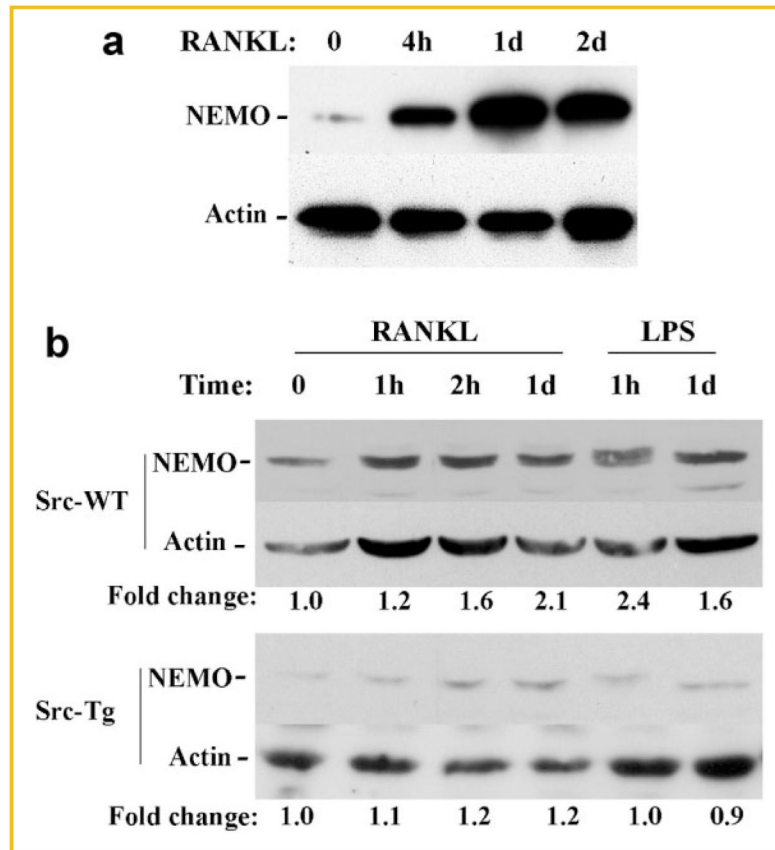 a
RANKL: 0 4h 1d 2d
NEMO -
Actin -
b
RANKL LPS
Time: 0 1h 2h 1d 1h 1d
Src-WT
NEMO-
Actin -
Fold change: 1.0 1.2 1.6 2.1 2.4 1.6
Src-Tg
NEMO-
Actin -
Fold change: 1.0 1.1 1.2 1.2 1.0 0.9